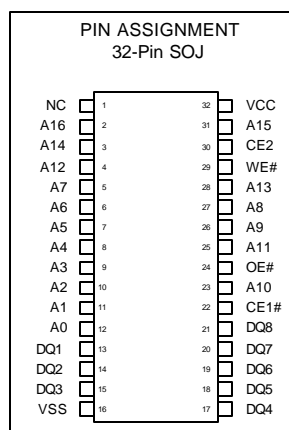 PIN ASSIGNMENT
32-Pin SOJ
NC 1 32 VCC
A16 2 31 A15
A14 3 30 CE2
A12 4 29 WE#
A7 5 28 A13
A6 6 27 A8
A5 7 26 A9
A4 8 25 A11
A3 9 24 OE#
A2 10 23 A10
A1 11 22 CE1#
A0 12 21 DQ8
DQ1 13 20 DQ7
DQ2 14 19 DQ6
DQ3 15 18 DQ5
VSS 16 17 DQ4